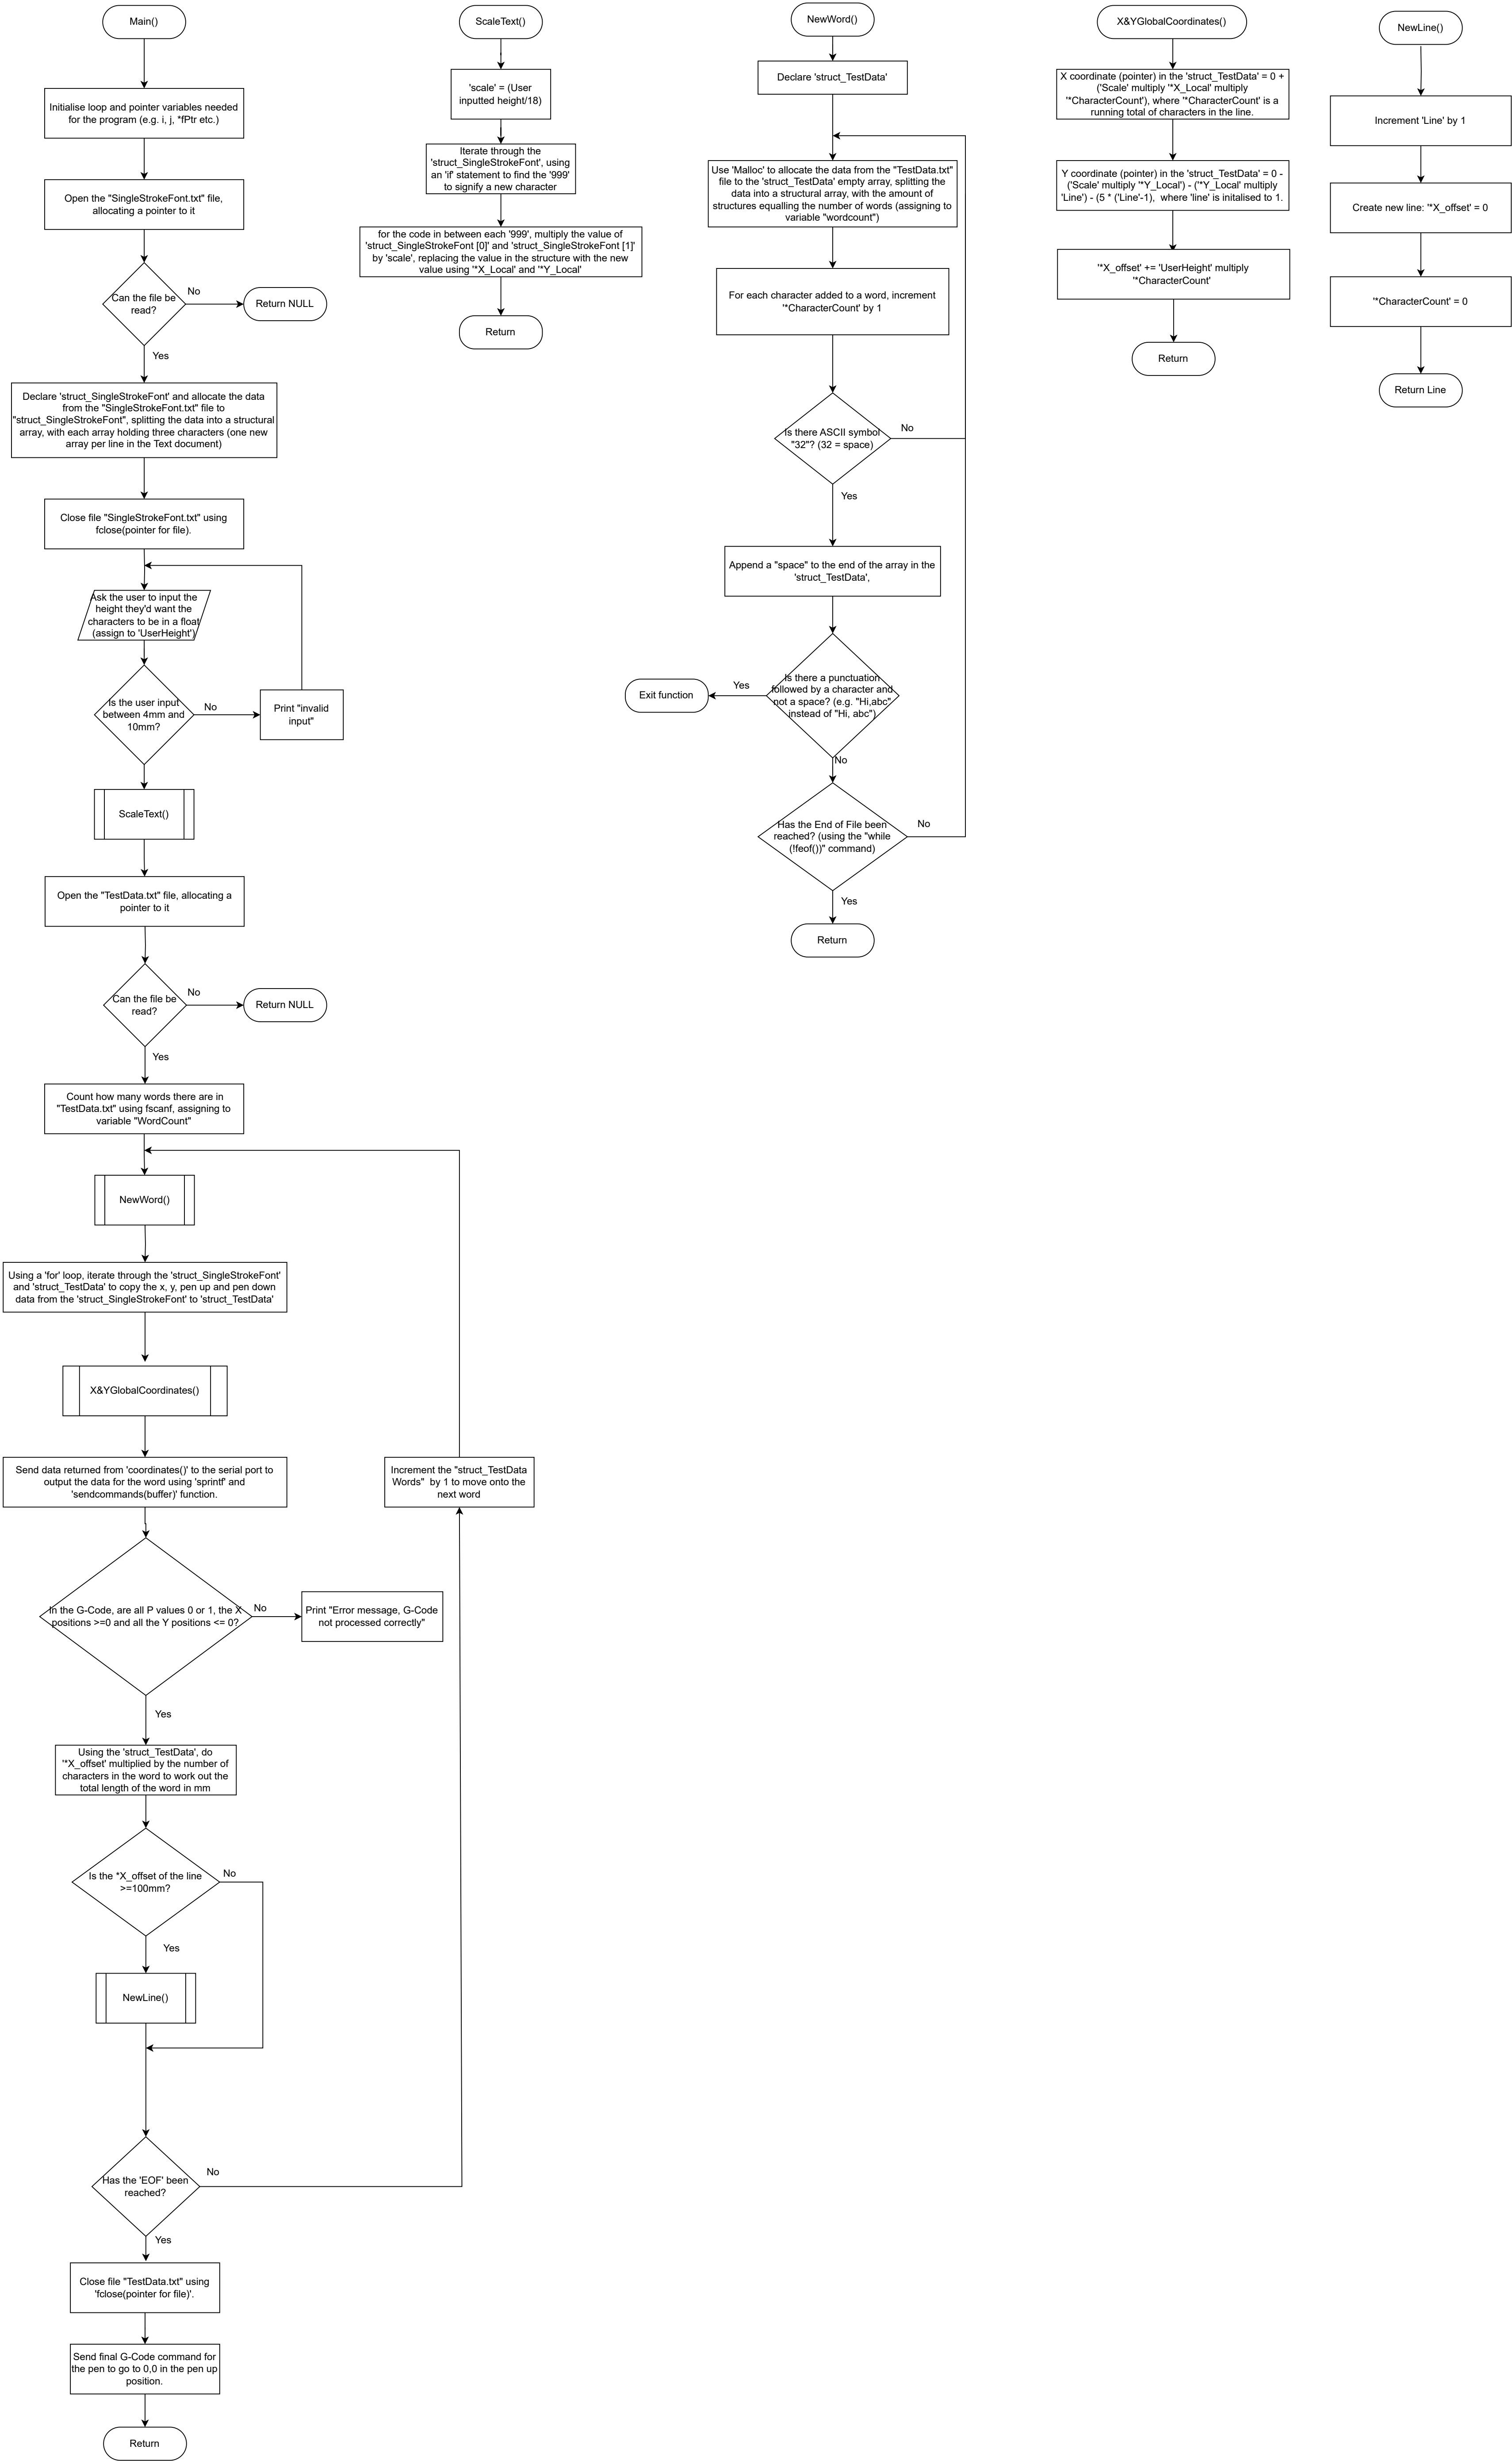 Main()
Initialise loop and pointer variables needed
for the program (e.g. i, j, *fPtr etc.)
Open the "SingleStrokeFont.txt" file,
allocating a pointer to it
Can the file be
read?
No
Return NULL
Yes
Declare 'struct_SingleStrokeFont' and allocate the data
from the "SingleStrokeFont.txt" file to
"struct_SingleStrokeFont", splitting the data into a structural
array, with each array holding three characters (one new
array per line in the Text document)
Close file "SingleStrokeFont.txt" using
fclose(pointer for file).
Ask the user to input the
height they'd want the
characters to be in a float
(assign to 'UserHeight')
Is the user input
between 4mm and
10mm?
No
Print "invalid
input"
ScaleText()
Open the "TestData.txt" file, allocating a
pointer to it
Can the file be
read?
No
Return NULL
Yes
Count how many words there are in
"TestData.txt" using fscanf, assigning to
variable "WordCount"
NewWord()
Using a 'for' loop, iterate through the 'struct_SingleStrokeFont'
and 'struct_TestData' to copy the x, y, pen up and pen down
data from the 'struct_SingleStrokeFont' to 'struct_TestData'
X&YGlobalCoordinates()
Send data returned from 'coordinates()' to the serial port to
output the data for the word using 'sprintf' and
'sendcommands(buffer)' function.
Increment the "struct_TestData
Words"  by 1 to move onto the
next word
In the G-Code, are all P values 0 or 1, the X
positions >=0 and all the Y positions <= 0?
No
Print "Error message, G-Code
not processed correctly"
Yes
Using the 'struct_TestData', do
'*X_offset' multiplied by the number of
characters in the word to work out the
total length of the word in mm
Is the *X_offset of the line
>=100mm?
No
Yes
NewLine()
Has the 'EOF' been
reached?
No
Yes
Close file "TestData.txt" using
'fclose(pointer for file)'.
Send final G-Code command for
the pen to go to 0,0 in the pen up
position.
Return
ScaleText()
'scale' = (User
inputted height/18)
Iterate through the
'struct_SingleStrokeFont', using
an 'if' statement to find the '999'
to signify a new character
for the code in between each '999', multiply the value of
'struct_SingleStrokeFont [0]' and 'struct_SingleStrokeFont [1]'
by 'scale', replacing the value in the structure with the new
value using '*X_Local' and '*Y_Local'
Return
NewWord()
Declare 'struct_TestData'
Use 'Malloc' to allocate the data from the "TestData.txt"
file to the 'struct_TestData' empty array, splitting the
data into a structural array, with the amount of
structures equalling the number of words (assigning to
variable "wordcount")
For each character added to a word, increment
'*CharacterCount' by 1
Is there ASCII symbol
"32"? (32 = space)
No
Yes
Append a "space" to the end of the array in the
'struct_TestData',
Is there a punctuation
followed by a character and
not a space? (e.g. "Hi,abc"
instead of "Hi, abc")
Yes
Exit function
No
Has the End of File been
reached? (using the "while
(!feof())" command)
No
Yes
Return
X&YGlobalCoordinates()
X coordinate (pointer) in the 'struct_TestData' = 0 +
('Scale' multiply '*X_Local' multiply
'*CharacterCount'), where '*CharacterCount' is a
running total of characters in the line.
Y coordinate (pointer) in the 'struct_TestData' = 0 -
('Scale' multiply '*Y_Local') - ('*Y_Local' multiply
'Line') - (5 * ('Line'-1),  where 'line' is initalised to 1.
'*X_offset' += 'UserHeight' multiply
'*CharacterCount'
Return
NewLine()
Increment 'Line' by 1
Create new line: '*X_offset' = 0
'*CharacterCount' = 0
Return Line